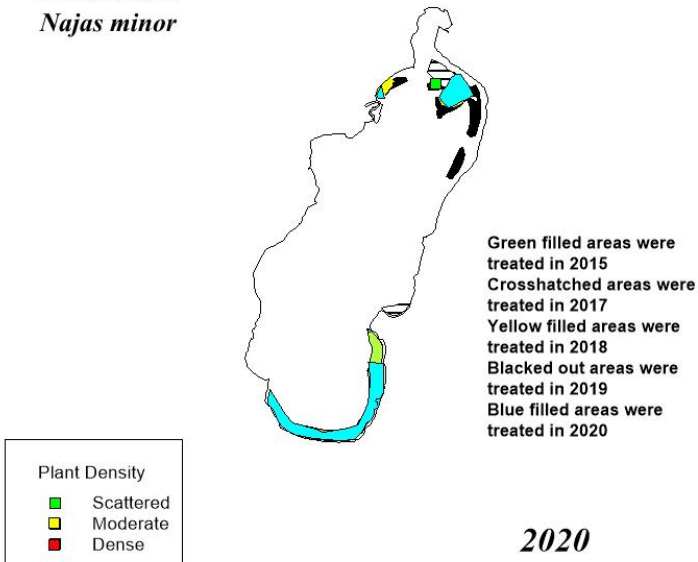 Najas minor
Green filled areas were
treated in 2015
Crosshatched areas were
treated in 2017
Yellow filled areas were
treated in 2018
Blacked out areas were
treated in 2019
Blue filled areas were
treated in 2020
Plant Density
Scattered
Moderate
Dense
2020